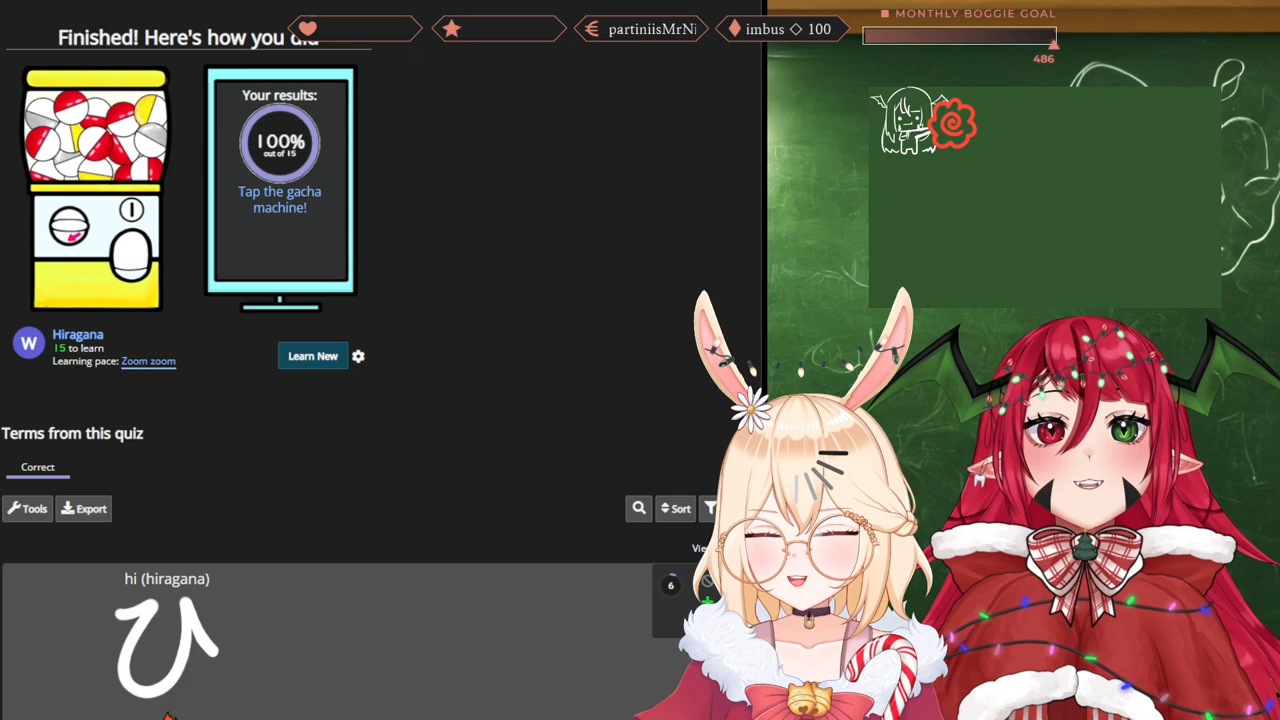 Finished! Here's how you did
partiniisMrNi
imbus ◇ 100
MONTHLY BOGGIE GOAL
486
Your results:
100%
out of 15
Tap the gacha
machine!
W
Hiragana
15 to learn
Learning pace: Zoom zoom
Learn New
Terms from this quiz
Correct
Tools
Export
Sort
Vie
6
hi (hiragana)
ひ